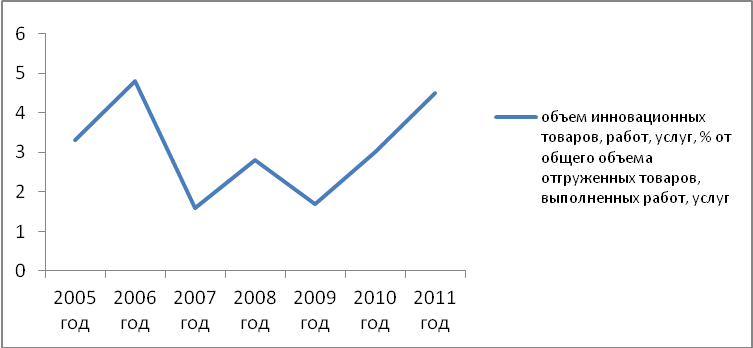 6
5
4
3
2
1
0
2005 2006 2007 2008 2009 2010 2011
год год год год год год год
объем инновационных
товаров, работ, услуг, % от
общего объема
отгруженных товаров,
выполненных работ, услуг